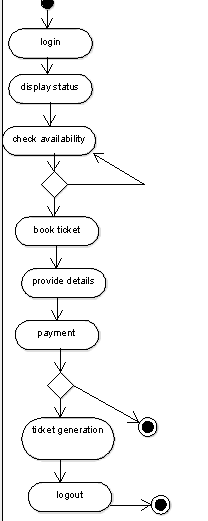 login
display status
check availability
book ticket
provide details
payment
ticket generation
logout